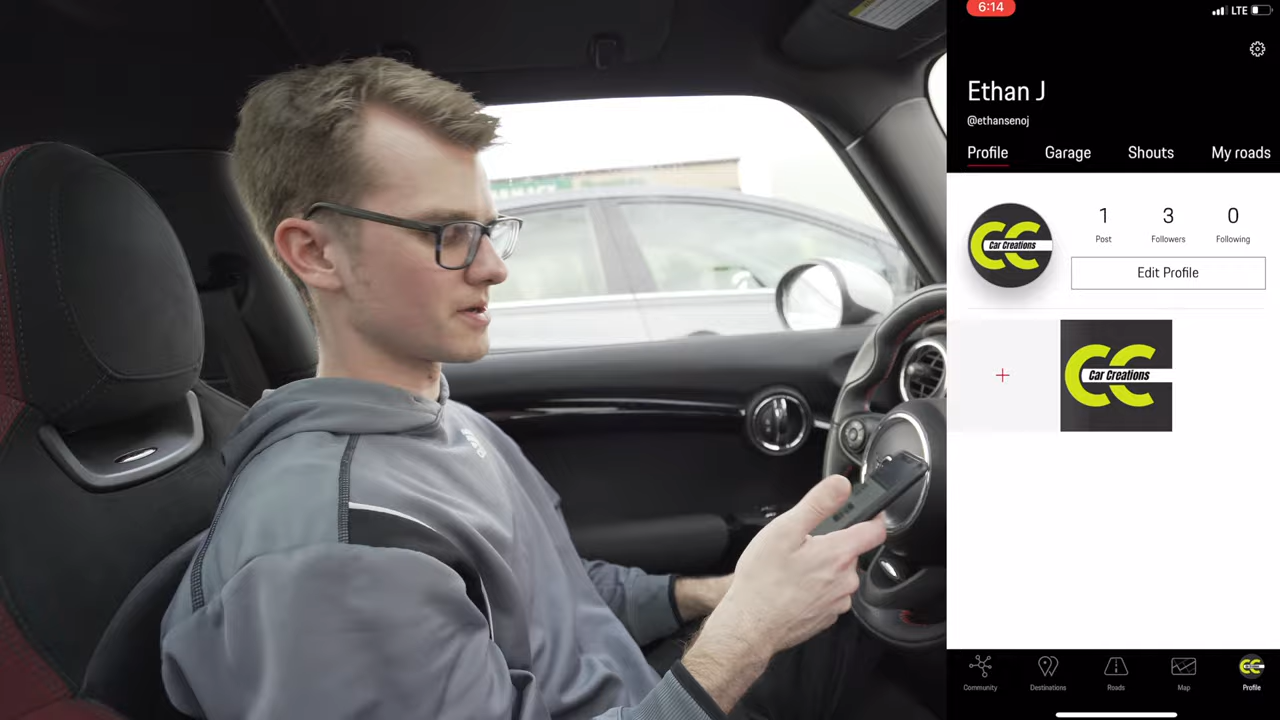 6:14
LTE
Ethan J
@ethansenoj
Profile
Garage
Shouts
My roads
Car Creations
1
3
0
Post
Followers
Following
Edit Profile
Car Creations
Community
Destinations
Roads
Map
Profile